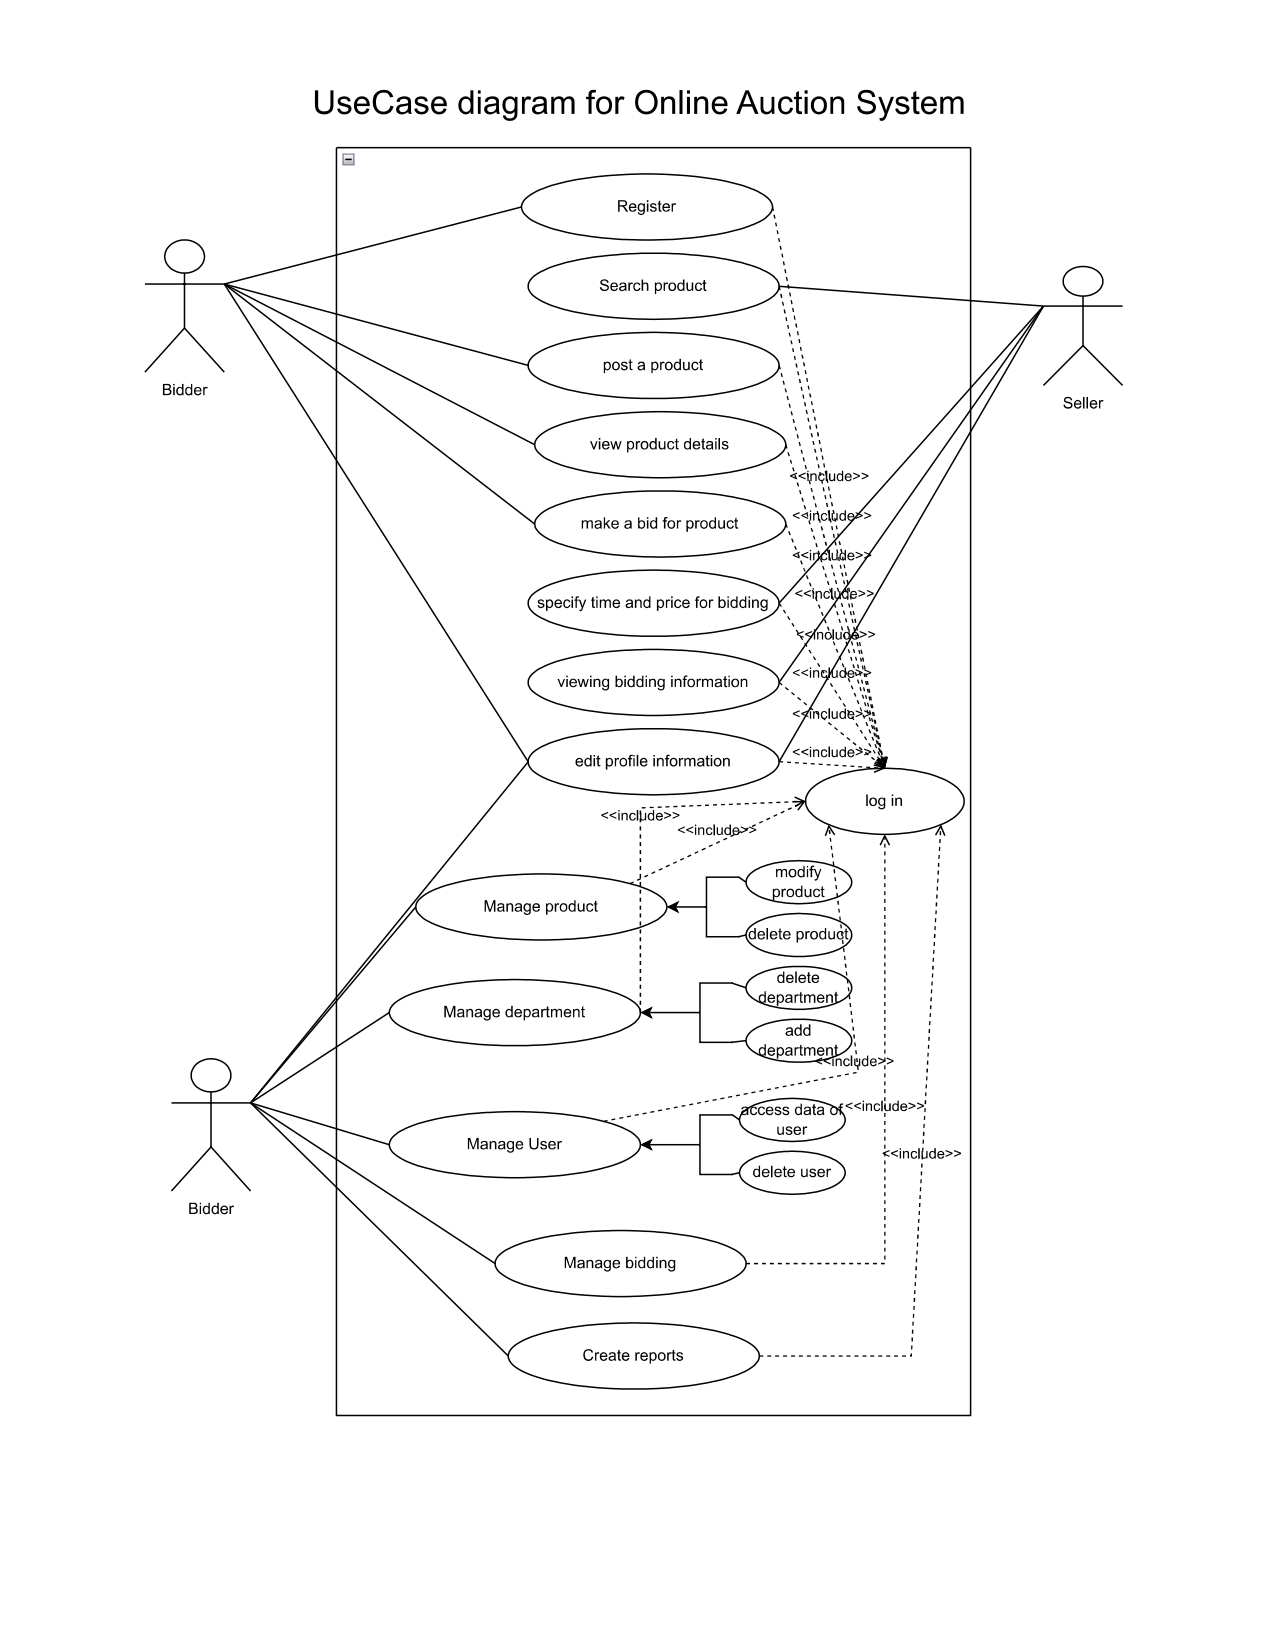 UseCase diagram for Online Auction System
Register
Search product
Bidder
post a product
Seller
view product details
<<include>>
make a bid for product
<<include>>
<<include>>
specify time and price for bidding
<<include>>
<<include>>
viewing bidding information
<<include>>
<<include>>
edit profile information
<<include>>
log in
<<include>>
<<include>>
modify
product
Manage product
delete product
delete
department
Manage department
add
department
<<include>>
access data of
user
<<include>>
Manage User
<<include>>
delete user
Bidder
Manage bidding
Create reports